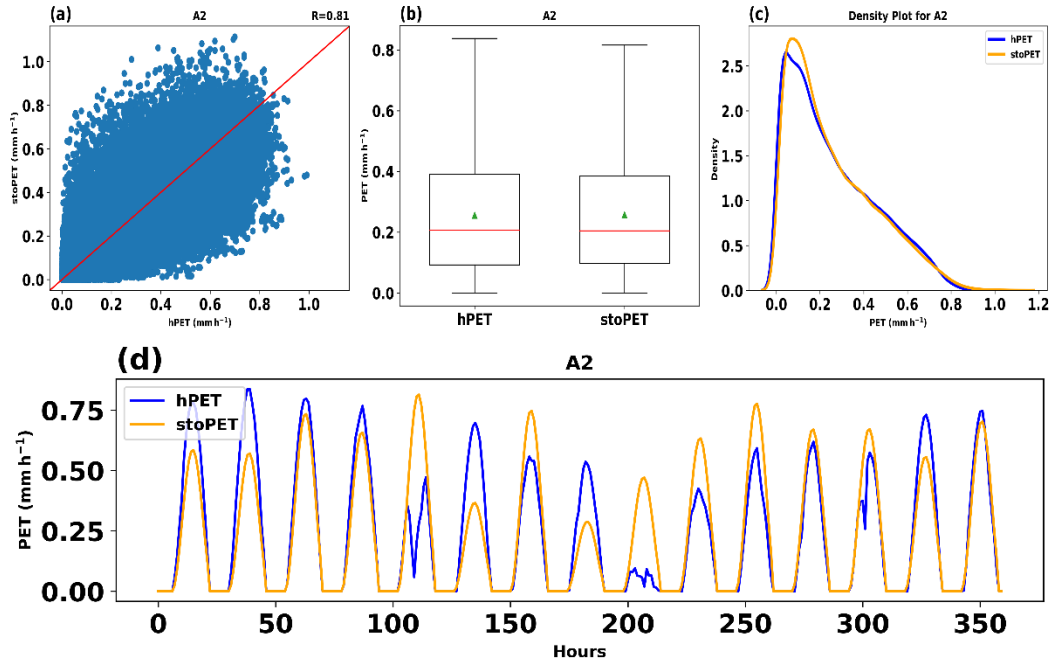 (a) A2 R=0.81
stoPET (mm h⁻¹)
1.0
0.8
0.6
0.4
0.2
0.0
0.0 0.2 0.4 0.6 0.8 1.0
hPET (mm h⁻¹)
(b) A2
PET (mm h⁻¹)
0.8
0.6
0.4
0.2
0.0
hPET stoPET
(c) Density Plot for A2
hPET
stoPET
Density
2.5
2.0
1.5
1.0
0.5
0.0
0.0 0.2 0.4 0.6 0.8 1.0 1.2
PET (mm h⁻¹)
(d) A2
hPET
stoPET
PET (mm h⁻¹)
0.75
0.50
0.25
0.00
0 50 100 150 200 250 300 350
Hours